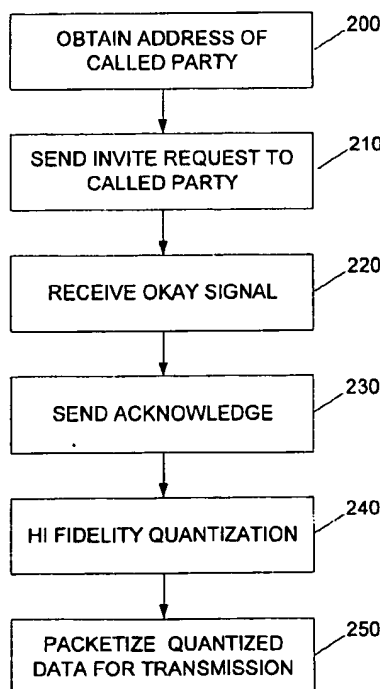 OBTAIN ADDRESS OF
CALLED PARTY
200
SEND INVITE REQUEST TO
CALLED PARTY
210
RECEIVE OKAY SIGNAL
220
SEND ACKNOWLEDGE
230
HI FIDELITY QUANTIZATION
240
PACKETIZE QUANTIZED
DATA FOR TRANSMISSION
250